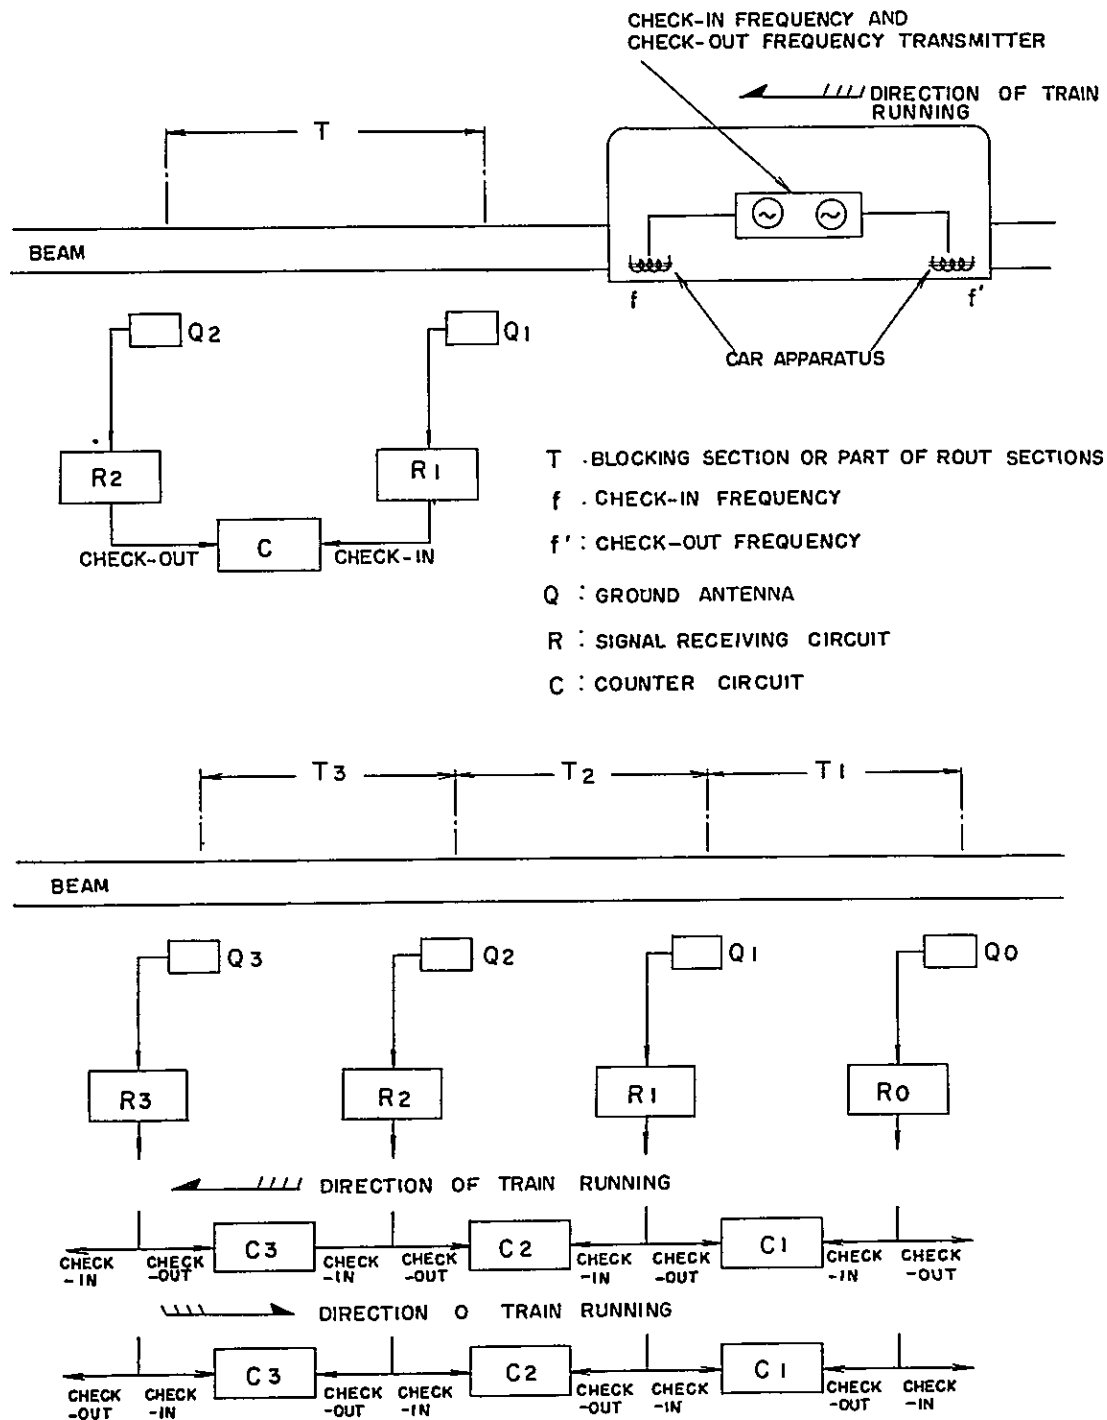 CHECK-IN FREQUENCY AND
CHECK-OUT FREQUENCY TRANSMITTER
DIRECTION OF TRAIN
RUNNING
T
BEAM
f
f'
Q2
Q1
CAR APPARATUS
R2
R1
C
CHECK-OUT
CHECK-IN
T . BLOCKING SECTION OR PART OF ROUT SECTIONS
f . CHECK-IN FREQUENCY
f' : CHECK-OUT FREQUENCY
Q : GROUND ANTENNA
R : SIGNAL RECEIVING CIRCUIT
C : COUNTER CIRCUIT
T3
T2
T1
BEAM
Q3
Q2
Q1
Q0
R3
R2
R1
R0
DIRECTION OF TRAIN RUNNING
C3
C2
C1
CHECK
-IN
CHECK
-OUT
CHECK
-IN
CHECK
-OUT
CHECK
-IN
CHECK
-OUT
CHECK
-IN
CHECK
-OUT
DIRECTION O TRAIN RUNNING
C3
C2
C1
CHECK
-OUT
CHECK
-IN
CHECK
-OUT
CHECK
-IN
CHECK
-OUT
CHECK
-IN
CHECK
-OUT
CHECK
-IN